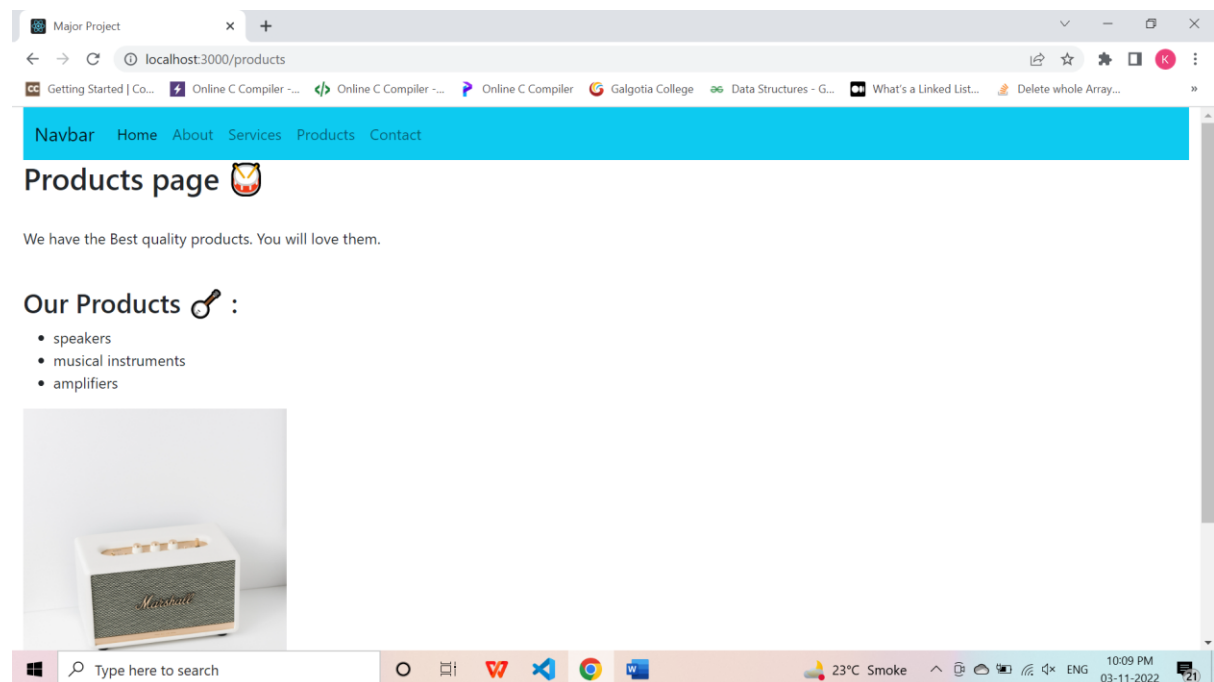 Major Project
localhost:3000/products
K
CC Getting Started | Co... Online C Compiler -... Online C Compiler -... Online C Compiler Galgotia College Data Structures - G... What's a Linked List... Delete whole Array... »
Navbar Home About Services Products Contact
Products page
We have the Best quality products. You will love them.
Our Products :
• speakers
• musical instruments
• amplifiers
Marshall
Type here to search 23°C Smoke ENG 10:09 PM
03-11-2022 21